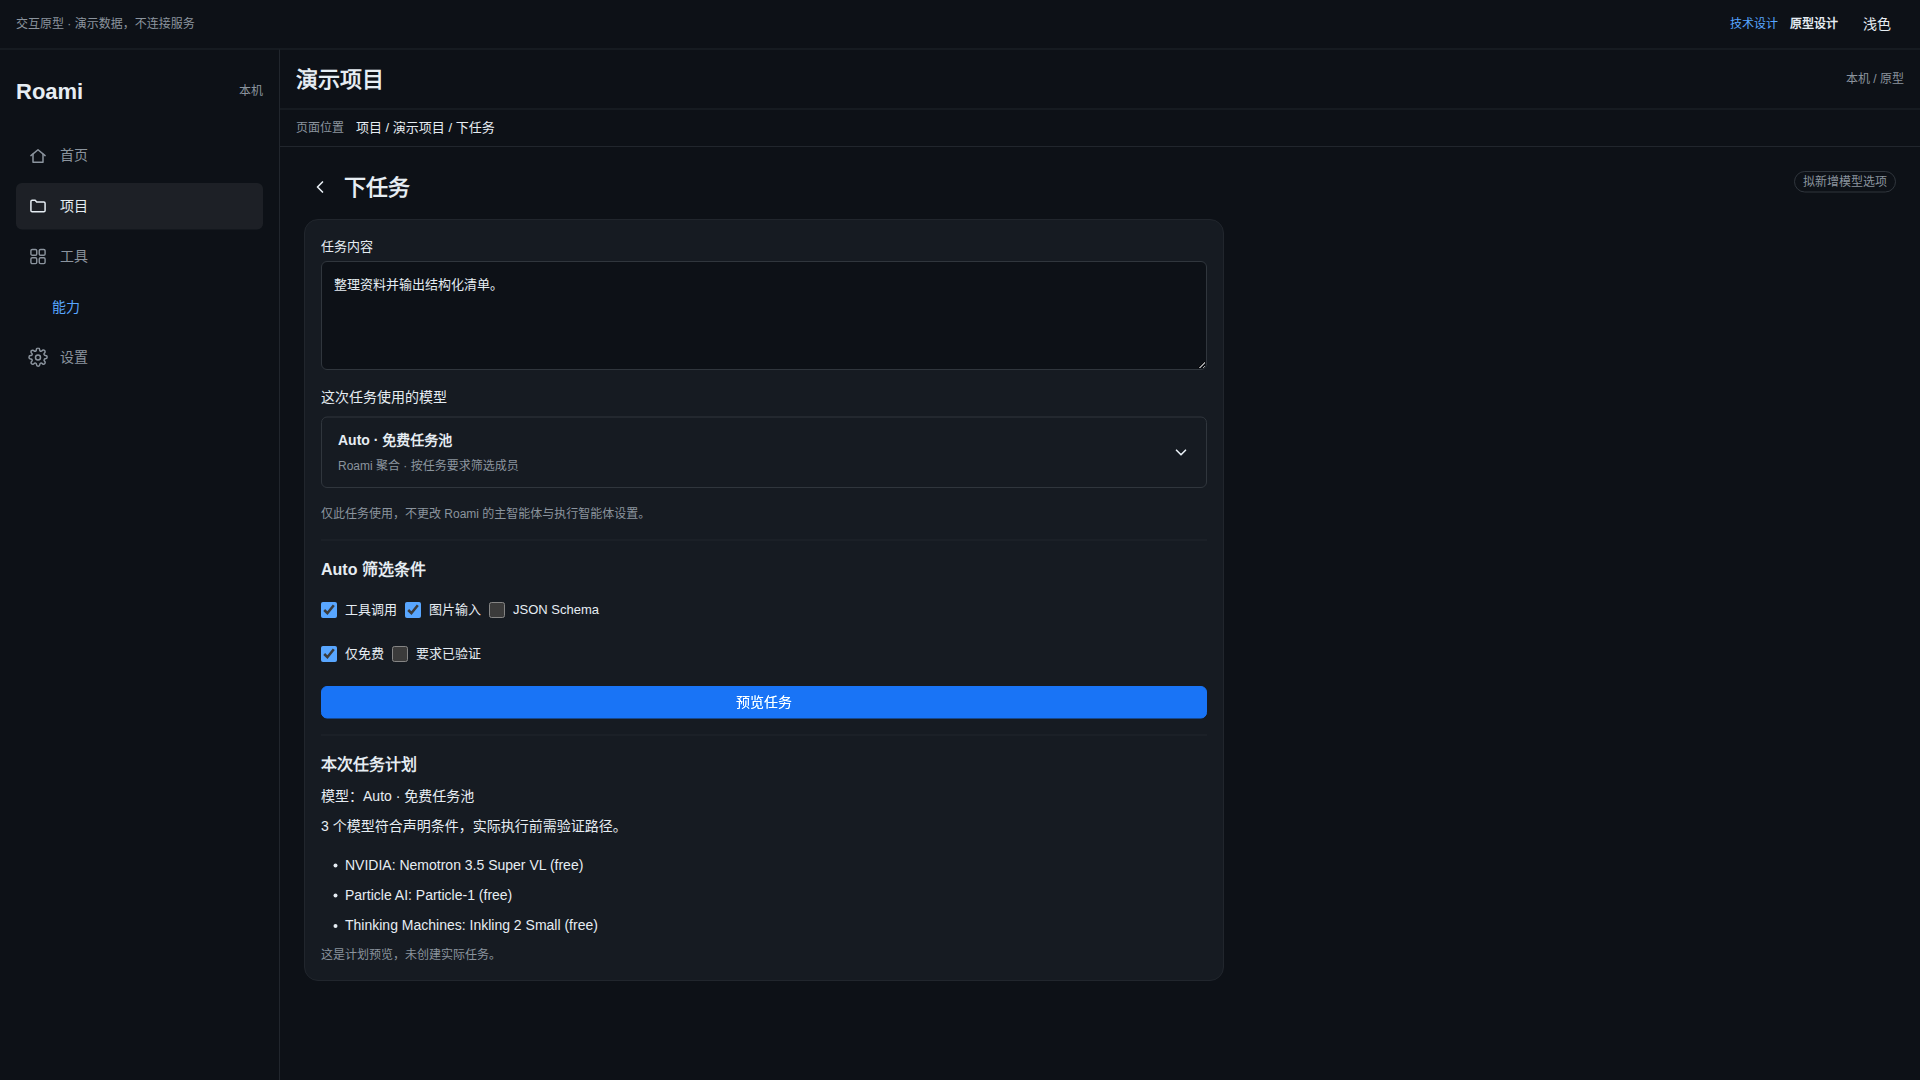 交互原型 · 演示数据，不连接服务
技术设计 原型设计 浅色
Roami 本机
首页
项目
工具
能力
设置
演示项目
本机 / 原型
页面位置 项目 / 演示项目 / 下任务
下任务
拟新增模型选项
任务内容
整理资料并输出结构化清单。
这次任务使用的模型
Auto · 免费任务池
Roami 聚合 · 按任务要求筛选成员
仅此任务使用，不更改 Roami 的主智能体与执行智能体设置。
Auto 筛选条件
工具调用 图片输入 JSON Schema
仅免费 要求已验证
预览任务
本次任务计划
模型：Auto · 免费任务池
3 个模型符合声明条件，实际执行前需验证路径。
• NVIDIA: Nemotron 3.5 Super VL (free)
• Particle AI: Particle-1 (free)
• Thinking Machines: Inkling 2 Small (free)
这是计划预览，未创建实际任务。